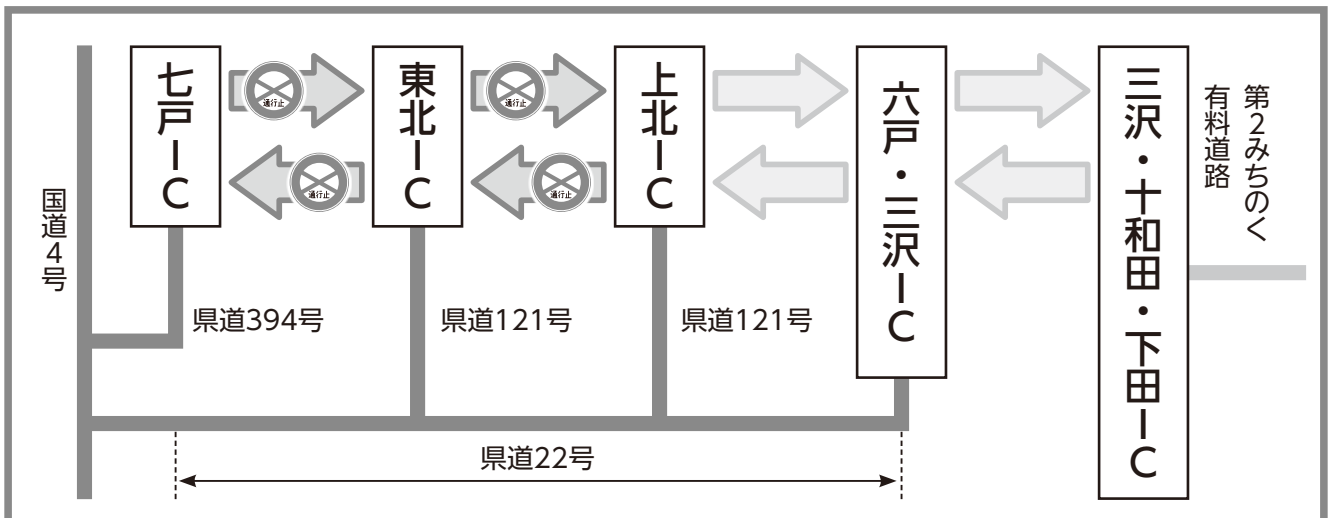 七戸IC
通行止
東北IC
通行止
上北IC
六戸・三沢IC
三沢・十和田・下田IC
第2みちのく
有料道路
通行止
通行止
国道4号
県道394号
県道121号
県道121号
県道22号